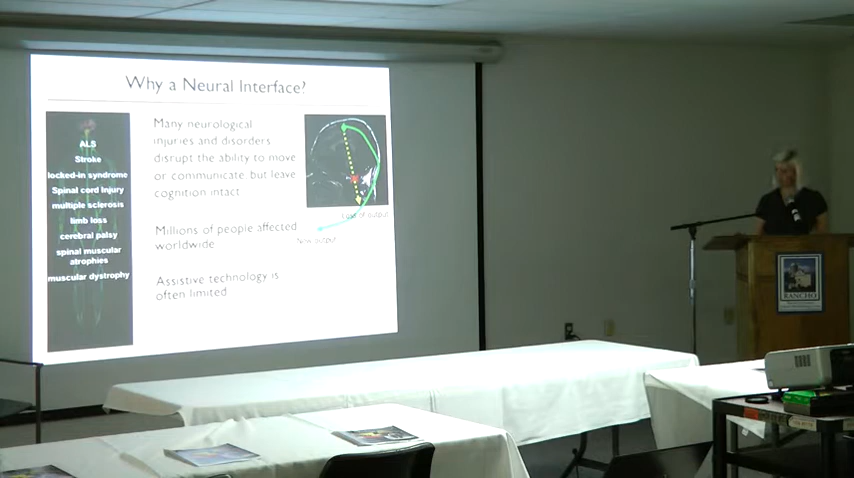 Why a Neural Interface?
ALS
Stroke
locked-in syndrome
Spinal cord Injury
multiple sclerosis
limb loss
cerebral palsy
spinal muscular
atrophies
muscular dystrophy
Many neurological
injuries and disorders
disrupt the ability to move
or communicate, but leave
cognition intact
Millions of people affected
worldwide
Assistive technology is
often limited
Loss of output
New output
RANCHO